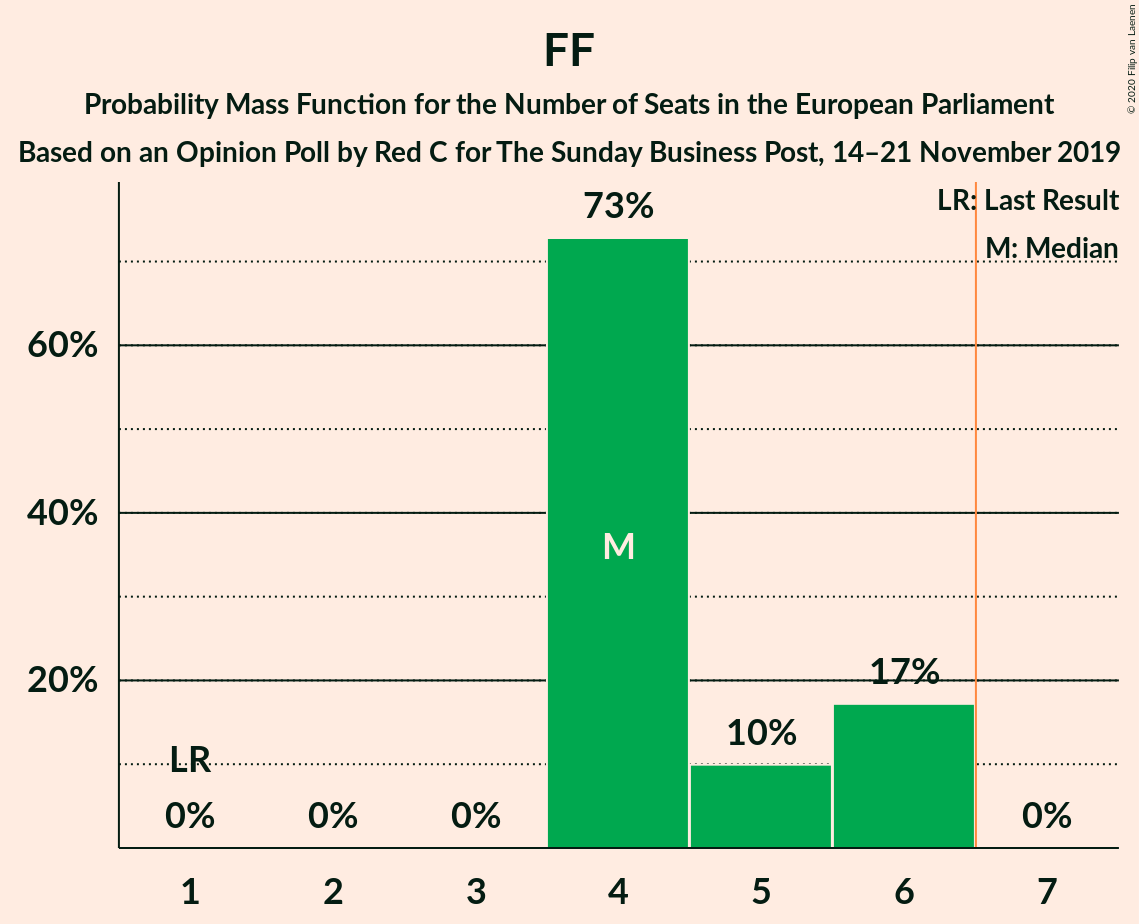 FF
Probability Mass Function for the Number of Seats in the European Parliament
Based on an Opinion Poll by Red C for The Sunday Business Post, 14–21 November 2019
© 2020 Filip van Laenen
LR: Last Result
M: Median
73%
60%
40%
M
20%
17%
10%
LR
0% 0% 0% 0%
1 2 3 4 5 6 7